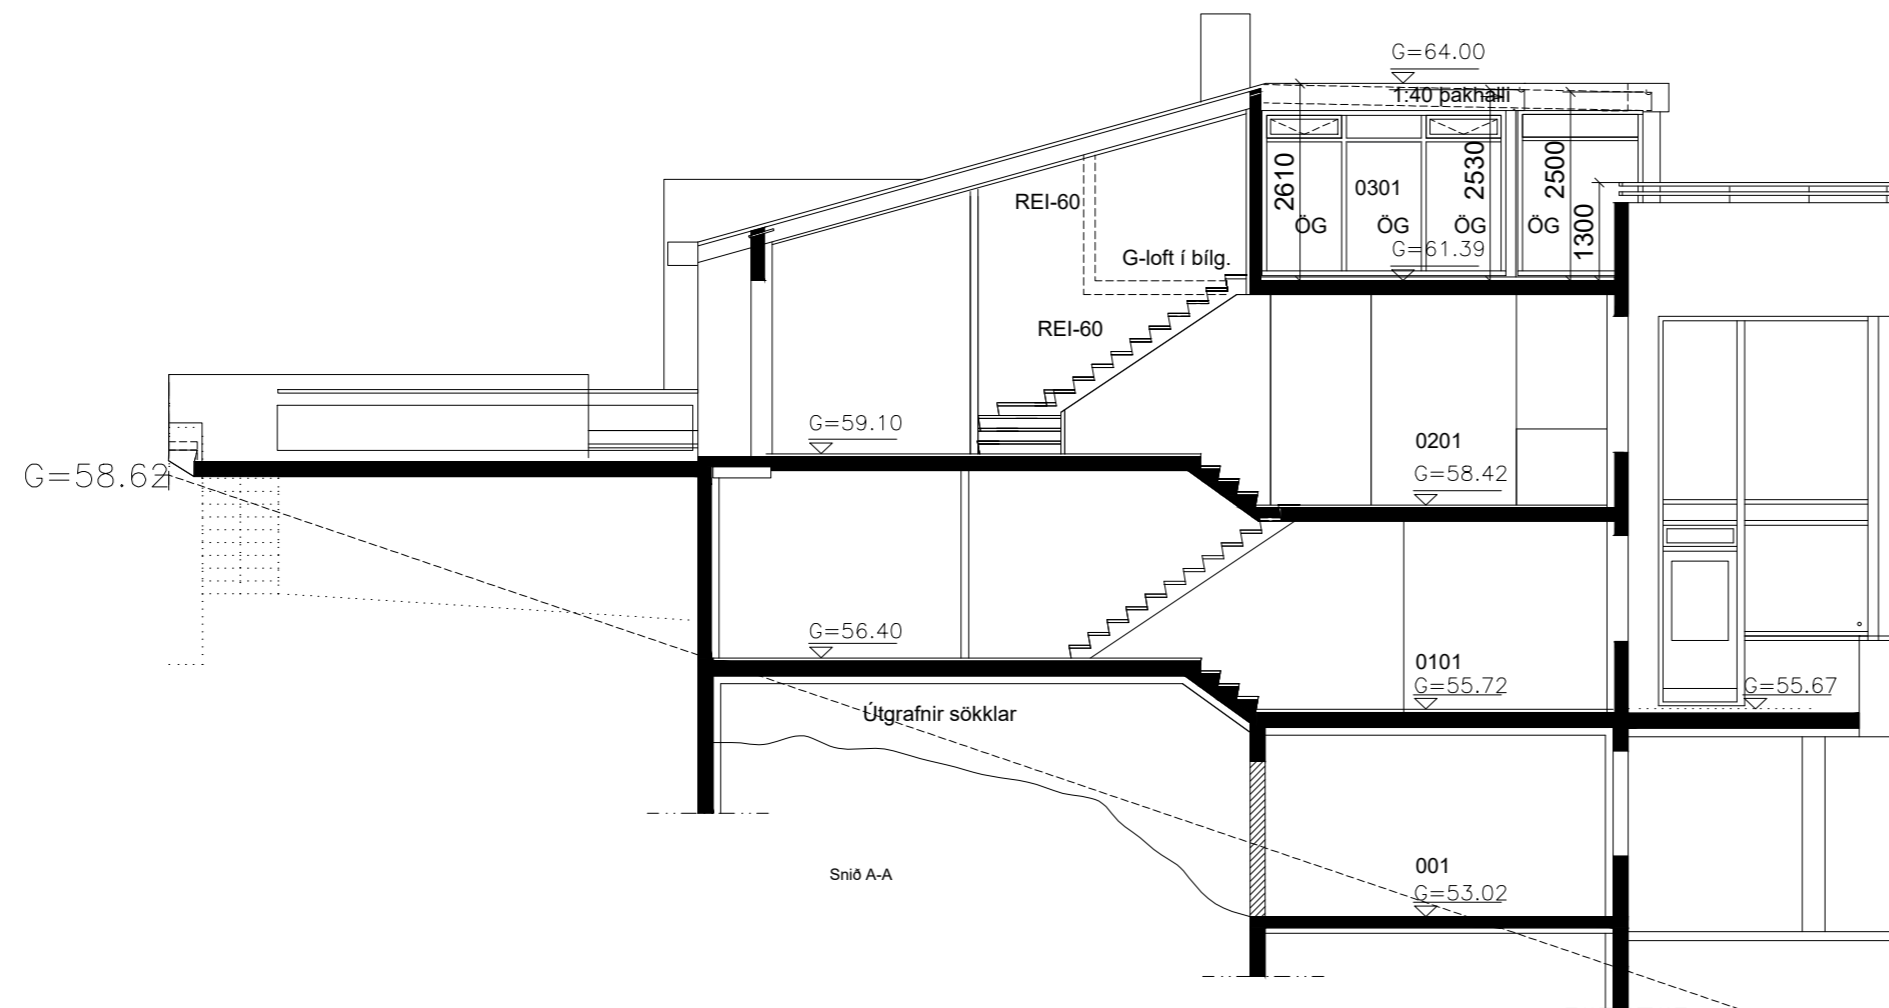 G=64.00
1:40 þakhalli
2610
2530
2500
1300
0301
REI-60
ÖG
ÖG
ÖG
ÖG
G=61.39
G-loft í bílg.
REI-60
G=59.10
0201
G=58.42
G=58.62
G=56.40
0101
G=55.72
G=55.67
Útgrafnir sökklar
001
G=53.02
Snið A-A